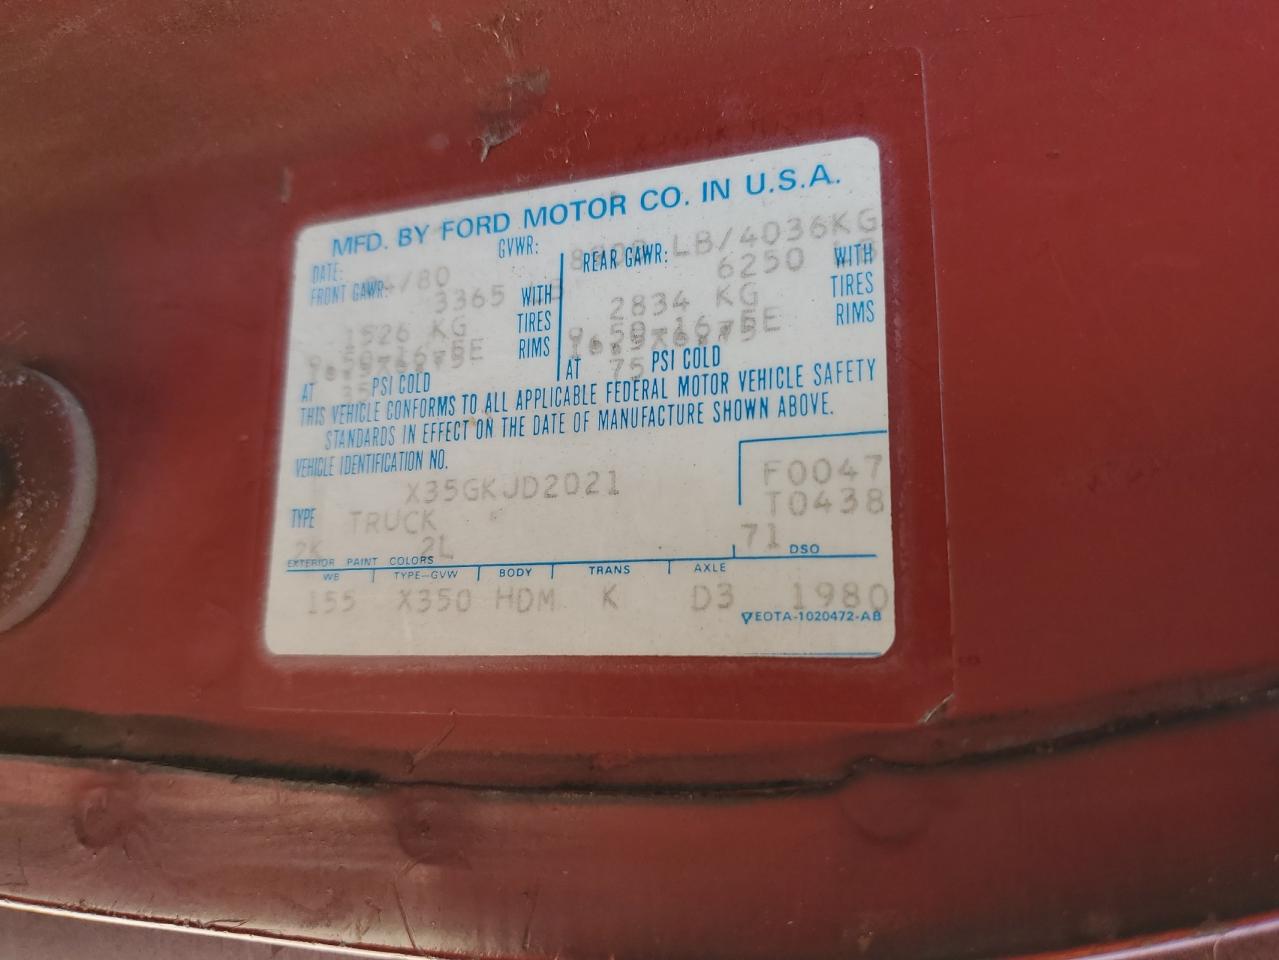 MFD. BY FORD MOTOR CO. IN U.S.A.
DATE: /80 GVWR: LB/4036KG
FRONT GAWR: 3365 WITH REAR GAWR: 6250 WITH
1526 KG TIRES 2834 KG TIRES
RIMS RIMS
AT 35 PSI COLD AT 75 PSI COLD
THIS VEHICLE CONFORMS TO ALL APPLICABLE FEDERAL MOTOR VEHICLE SAFETY
STANDARDS IN EFFECT ON THE DATE OF MANUFACTURE SHOWN ABOVE.
VEHICLE IDENTIFICATION NO. F0047
X35GKJD2021 T0438
TYPE TRUCK
2K 2L 71 DSO
EXTERIOR PAINT COLORS
WB TYPE-GVW BODY TRANS AXLE
155 X350 HDM K D3 1980
EOTA-1020472-AB